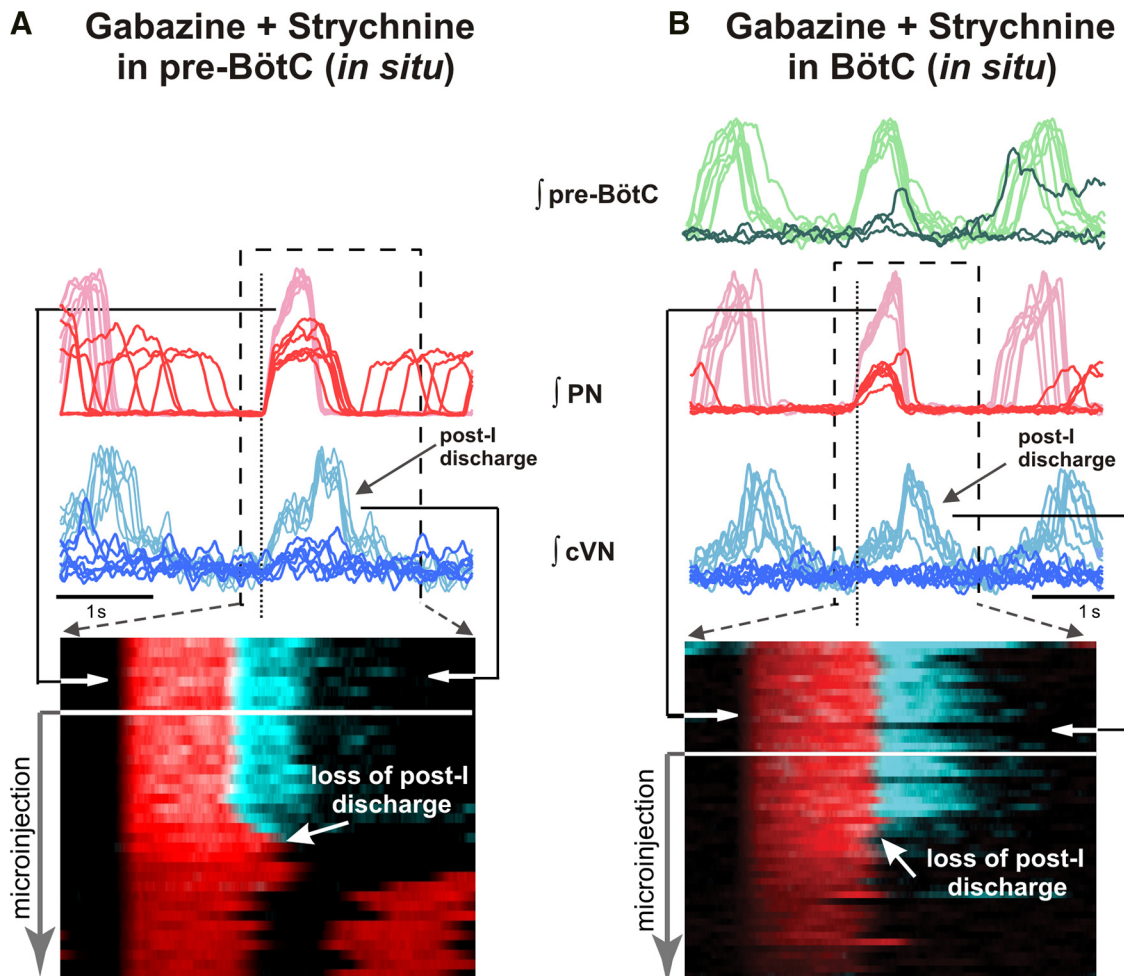 A
Gabazine + Strychnine
in pre-BötC (in situ)
B
Gabazine + Strychnine
in BötC (in situ)
∫ pre-BötC
∫ PN
post-I
discharge
post-I
discharge
∫ cVN
1 s
1 s
loss of post-I
discharge
microinjection
loss of post-I
discharge
microinjection